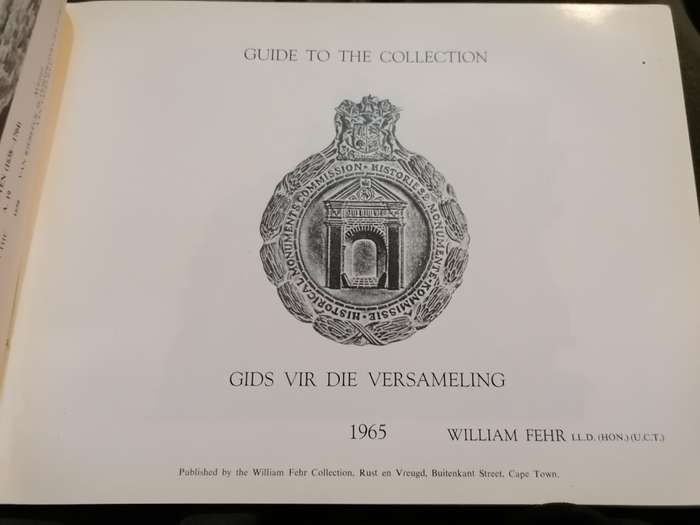 GUIDE TO THE COLLECTION
HISTORICAL MONUMENTS COMMISSION · HISTORIESE MONUMENTE KOMMISSIE ·
GIDS VIR DIE VERSAMELING
1965
WILLIAM FEHR LL.D. (HON.) (U.C.T.)
Published by the William Fehr Collection, Rust en Vreugd, Buitenkant Street, Cape Town.